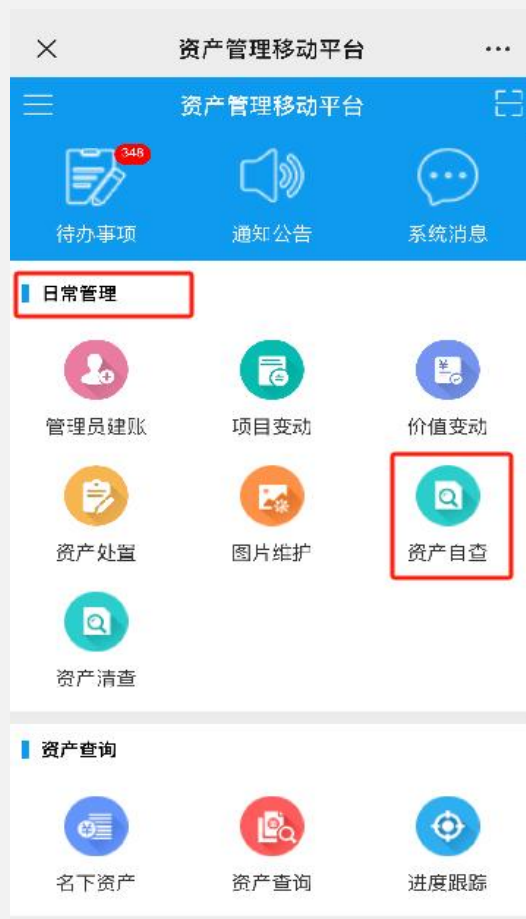 资产管理移动平台
资产管理移动平台
348
待办事项 通知公告 系统消息
日常管理
管理员建账 项目变动 价值变动
资产处置 图片维护 资产自查
资产清查
资产查询
名下资产 资产查询 进度跟踪